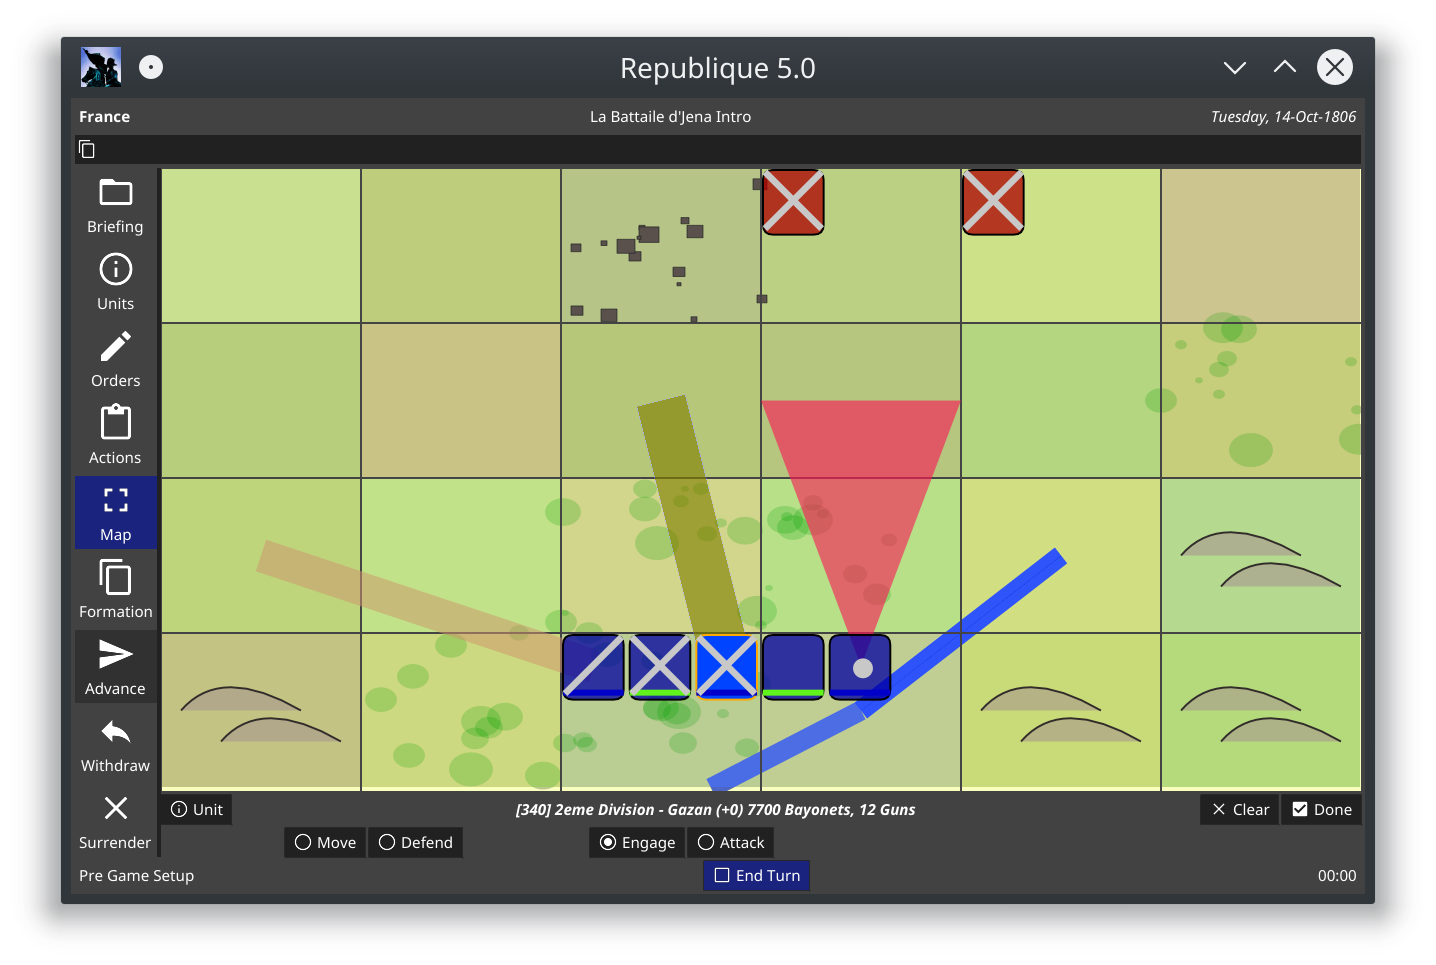 Republique 5.0
France
La Battaile d'Jena Intro
Tuesday, 14-Oct-1806
Briefing
Units
Orders
Actions
Map
Formation
Advance
Withdraw
Surrender
Unit
[340] 2eme Division - Gazan (+0) 7700 Bayonets, 12 Guns
Clear
Done
Move
Defend
Engage
Attack
Pre Game Setup
End Turn
00:00